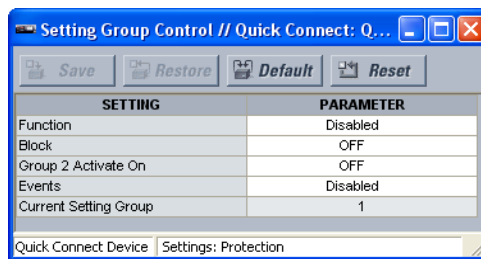 Setting Group Control // Quick Connect: Q...
Save Restore Default Reset
SETTING PARAMETER
Function Disabled
Block OFF
Group 2 Activate On OFF
Events Disabled
Current Setting Group 1
Quick Connect Device Settings: Protection